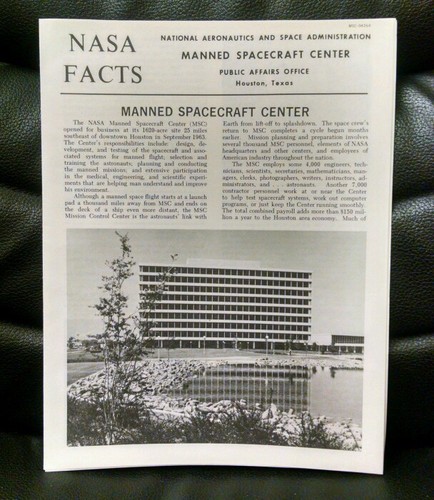 NASA
FACTS
NATIONAL AERONAUTICS AND SPACE ADMINISTRATION
MANNED SPACECRAFT CENTER
PUBLIC AFFAIRS OFFICE
Houston, Texas
MANNED SPACECRAFT CENTER
The NASA Manned Spacecraft Center (MSC)
opened for business at its 1620-acre site 25 miles
southeast of downtown Houston in September 1963.
The Center's responsibilities include: design, de-
velopment, and testing of the spacecraft and asso-
ciated systems for manned flight; selection and
training the astronauts; planning and conducting
the manned missions; and extensive participation
in the medical, engineering, and scientific experi-
ments that are helping man understand and improve
his environment.
Although a manned space flight starts at a launch
pad a thousand miles away from MSC and ends on
the deck of a ship even more distant, the MSC
Mission Control Center is the astronauts' link with
Earth from lift-off to splashdown. The space crew's
return to MSC completes a cycle begun months
earlier. Mission planning and preparation involves
several thousand MSC personnel, elements of NASA
headquarters and other centers, and employees of
American industry throughout the nation.
The MSC employs some 4,000 engineers, tech-
nicians, scientists, secretaries, mathematicians, man-
agers, clerks, photographers, writers, instructors, ad-
ministrators, and . . . astronauts. Another 7,000
contractor personnel work at or near the Center
to help test spacecraft systems, work out computer
programs, or just keep the Center running smoothly.
The total combined payroll adds more than $150 mil-
lion a year to the Houston area economy. Much of